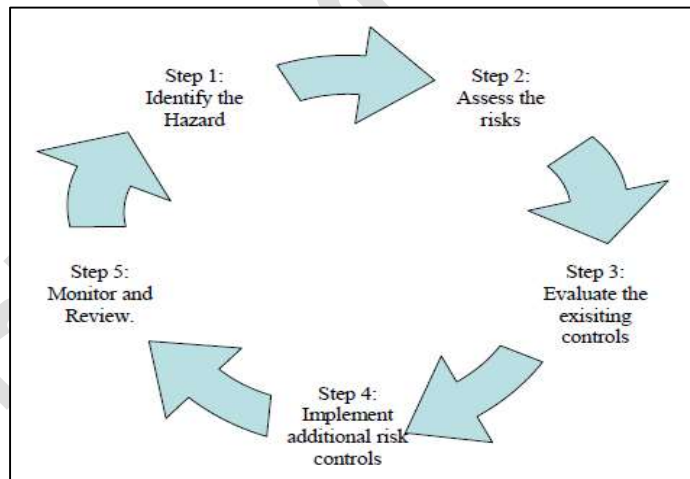 Step 1:
Identify the
Hazard
Step 2:
Assess the
risks
Step 3:
Evaluate the
exisiting
controls
Step 4:
Implement
additional risk
controls
Step 5:
Monitor and
Review.